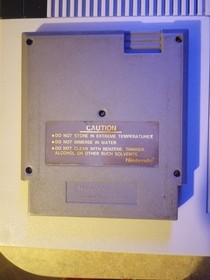 CAUTION
•DO NOT STORE IN EXTREME TEMPERATURES
•DO NOT IMMERSE IN WATER
•DO NOT CLEAN WITH BENZENE, THINNER,
ALCOHOL OR OTHER SUCH SOLVENTS.
Nintendo